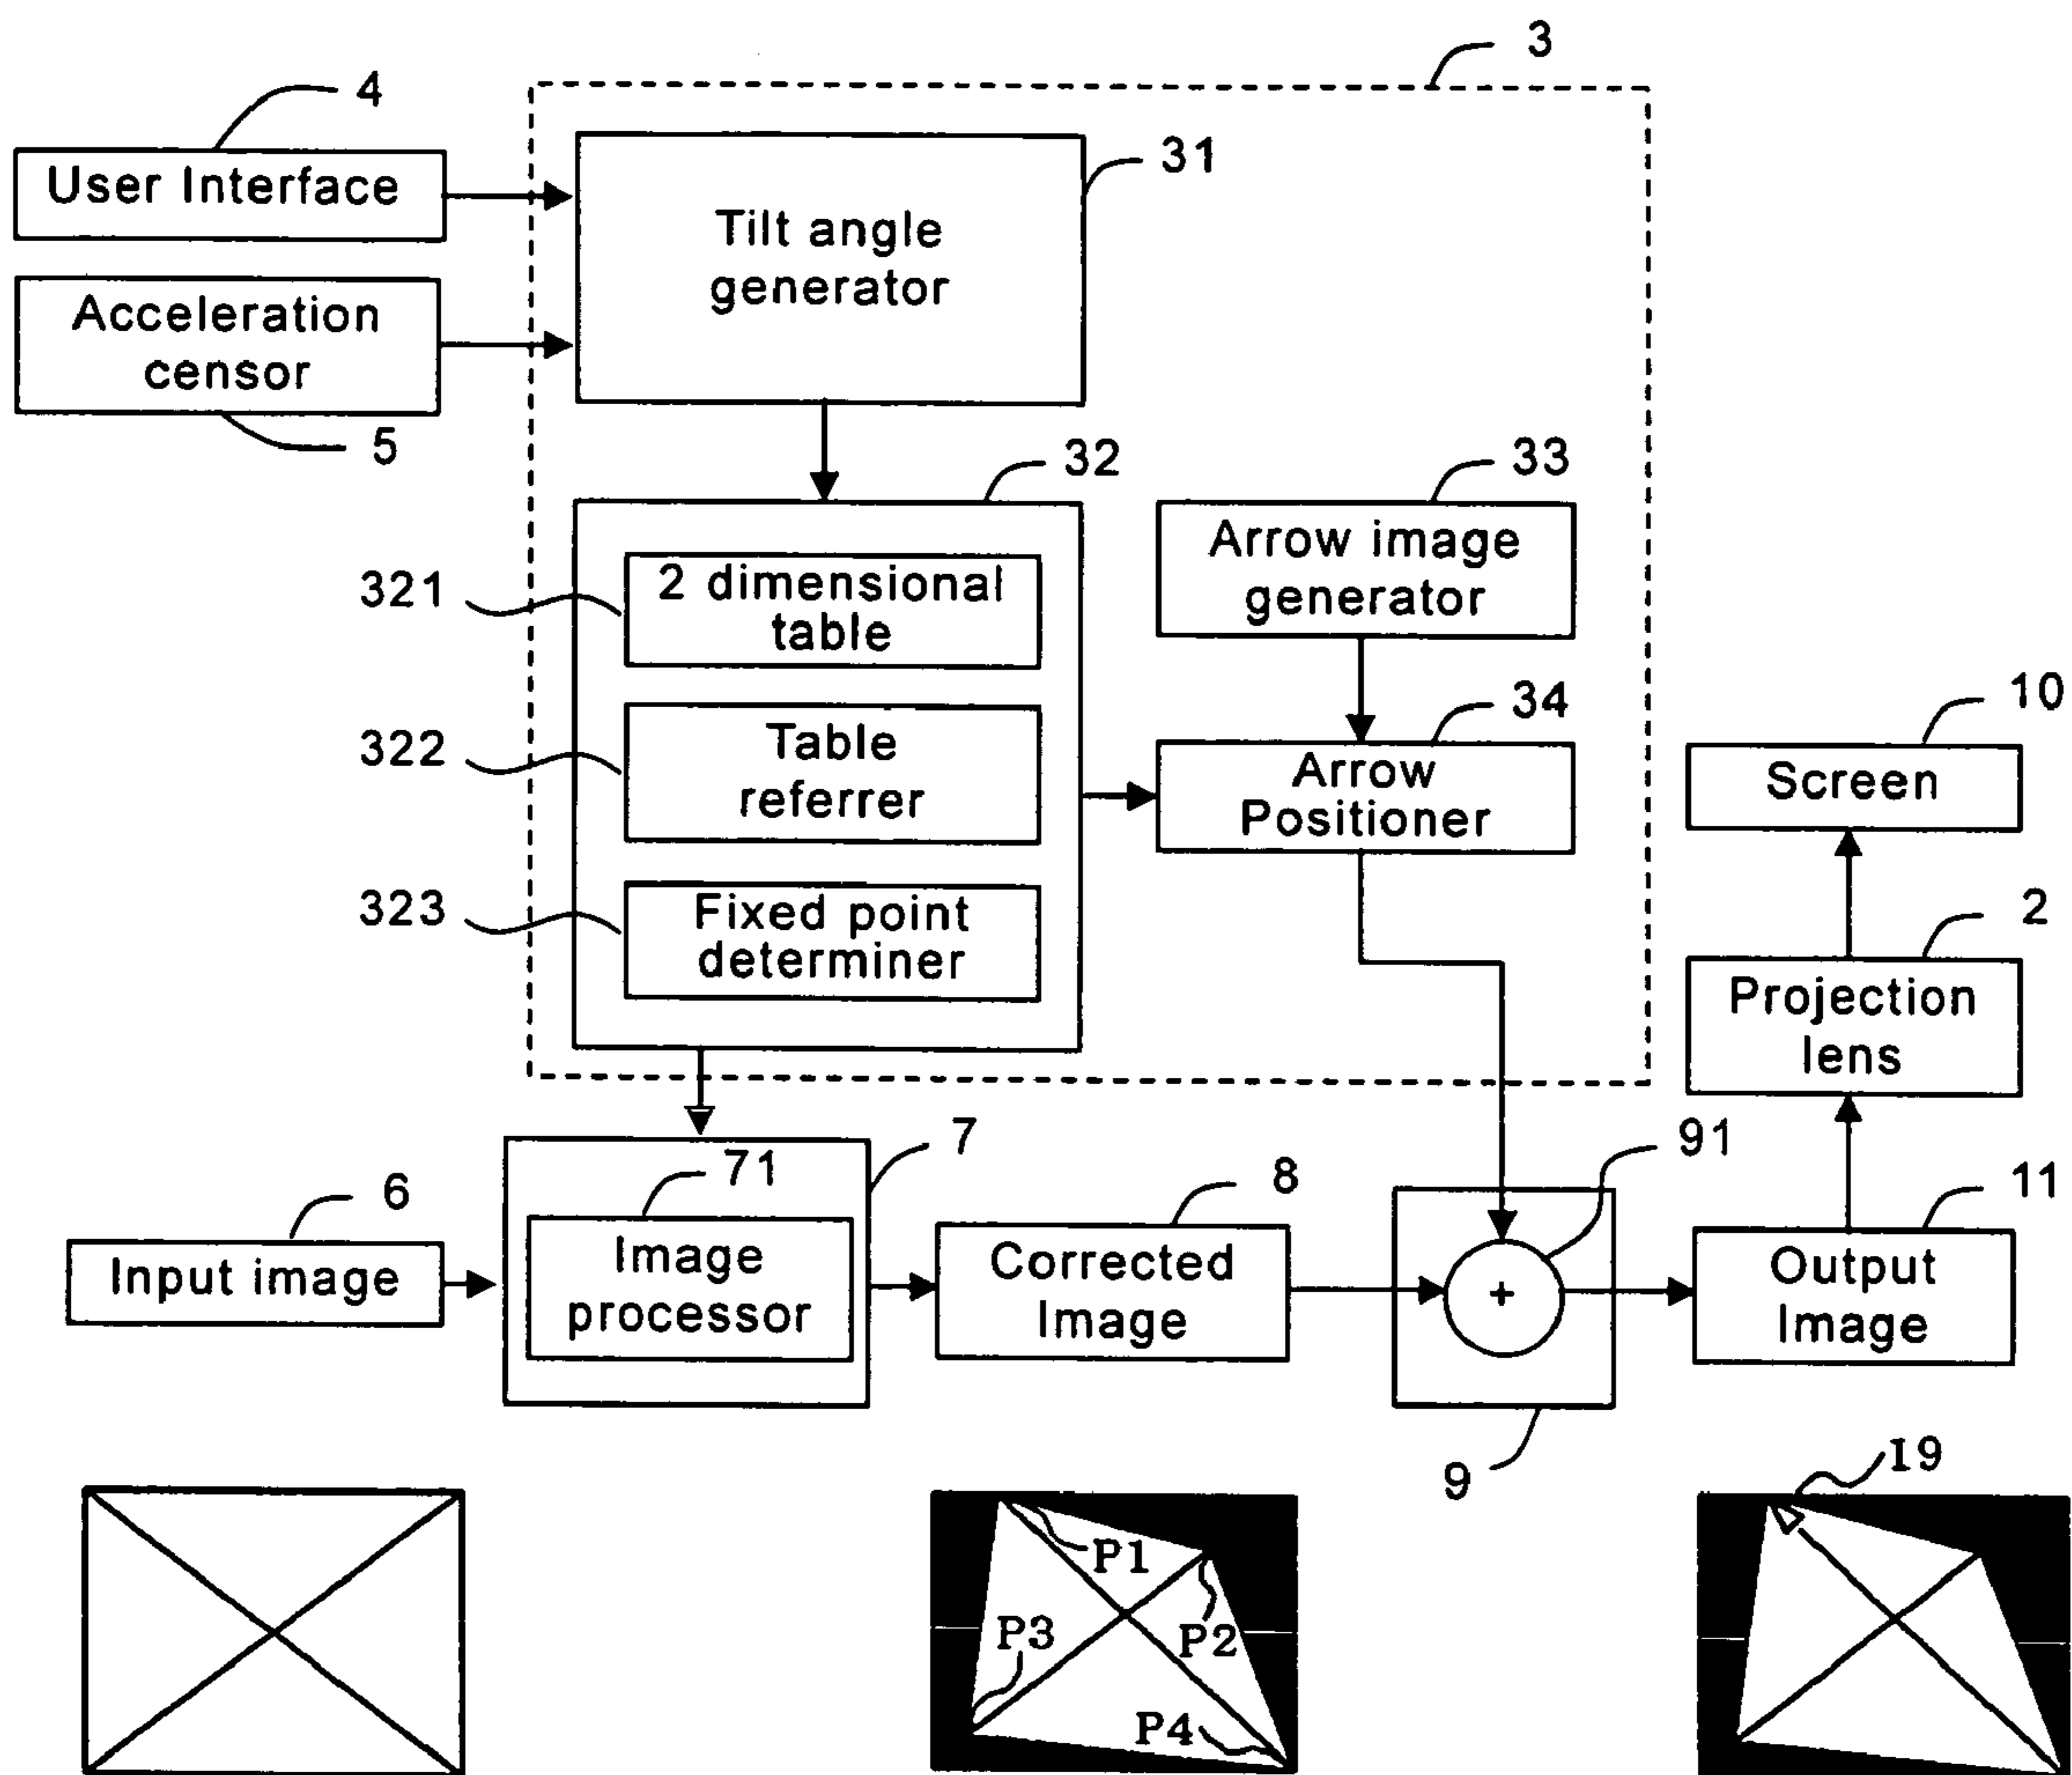 3
4
User Interface
31
Tilt angle
generator
Acceleration
censor
5
32
33
Arrow image
generator
321
2 dimensional
table
322
Table
referrer
34
Arrow
Positioner
10
Screen
323
Fixed point
determiner
2
Projection
lens
7
71
91
6
Input image
Image
processor
8
Corrected
Image
+
11
Output
Image
9
I9
P1
P2
P3
P4